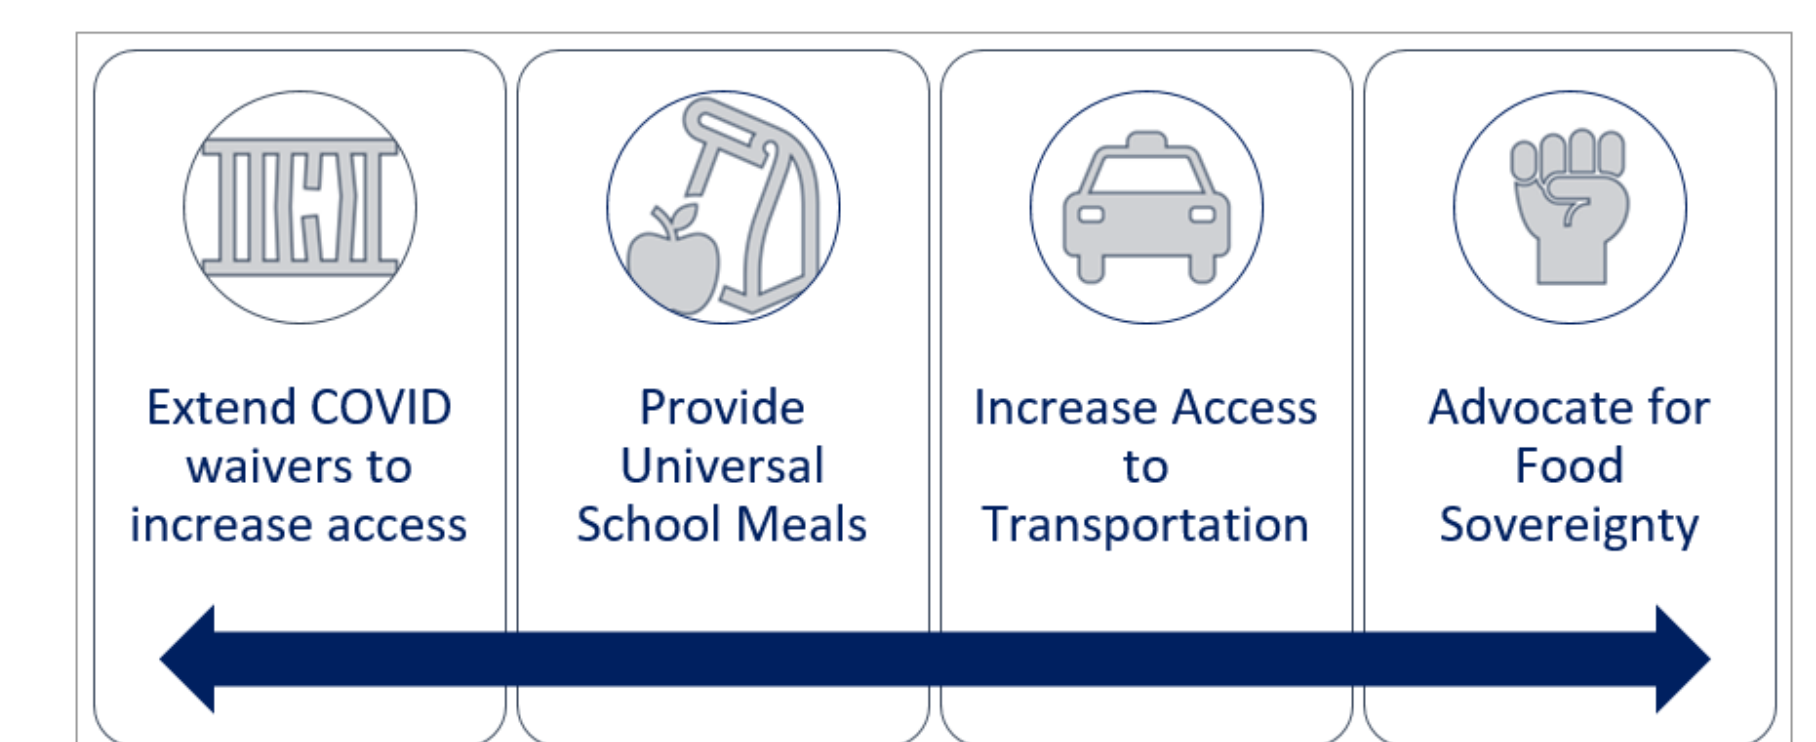 Extend COVID
waivers to
increase access
Provide
Universal
School Meals
Increase Access
to
Transportation
Advocate for
Food
Sovereignty